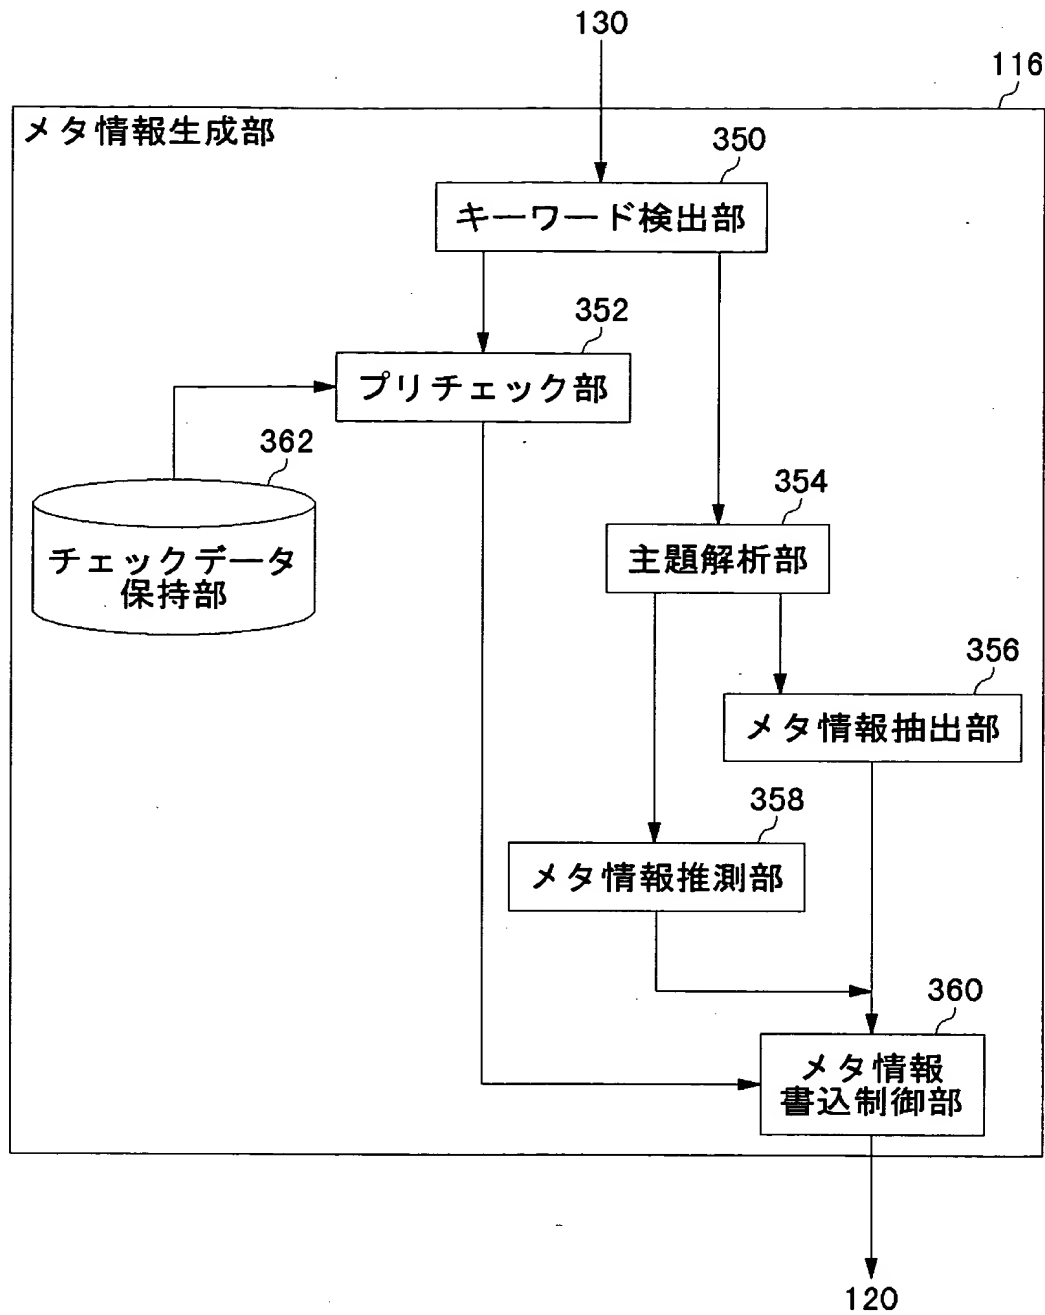 130
116
メタ情報生成部
350
キーワード検出部
352
プリチェック部
362
チェックデータ
保持部
354
主題解析部
356
メタ情報抽出部
358
メタ情報推測部
360
メタ情報
書込制御部
120